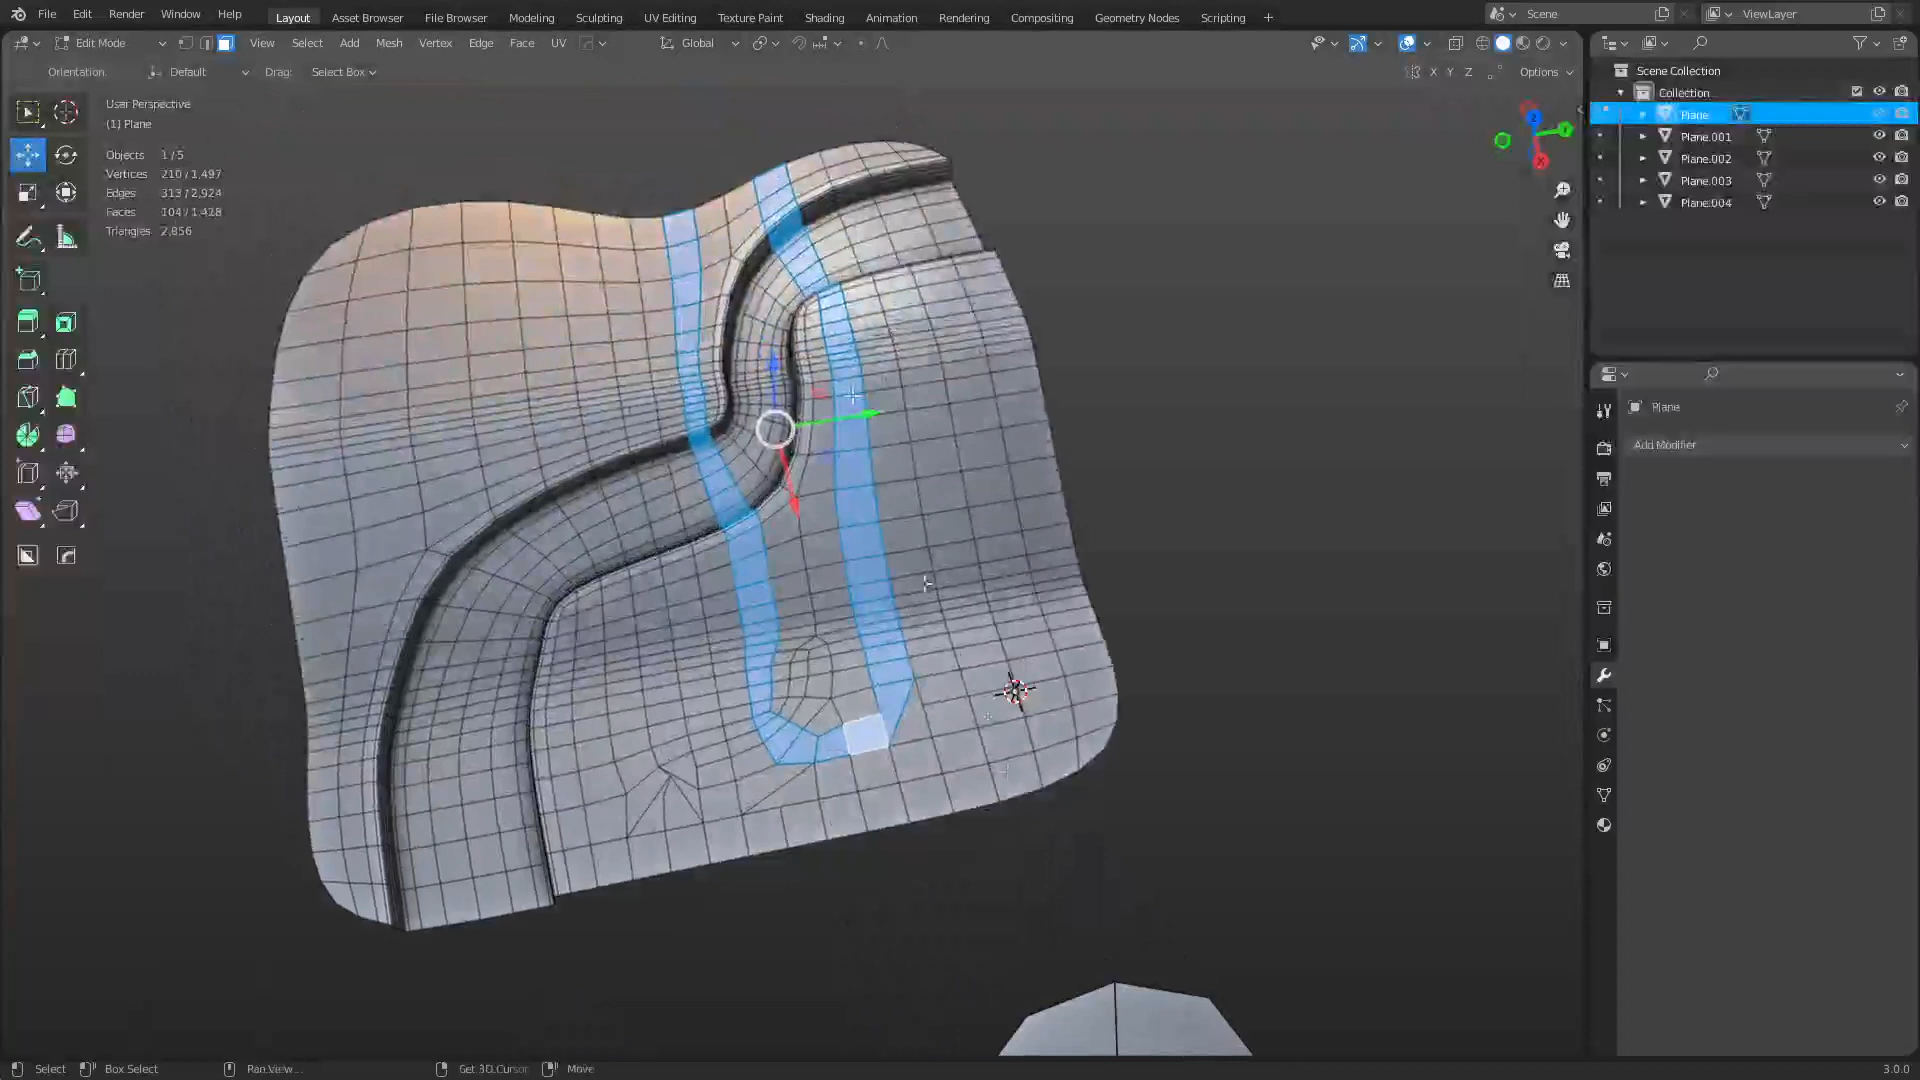 File Edit Render Window Help Layout Asset Browser File Browser Modeling Sculpting UV Editing Texture Paint Shading Animation Rendering Compositing Geometry Nodes Scripting + Scene ViewLayer
Edit Mode View Select Add Mesh Vertex Edge Face UV Global
Orientation: Default Drag: Select Box X Y Z Options
User Perspective
(1) Plane
Objects 1/5
Vertices 210/1,497
Edges 313/2,924
Faces 104/1,428
Triangles 2,856
Z
Y
X
Scene Collection
Collection
Plane
Plane.001
Plane.002
Plane.003
Plane.004
Plane
Add Modifier
Select Box Select Pan View... Set 3D Cursor Move 3.0.0